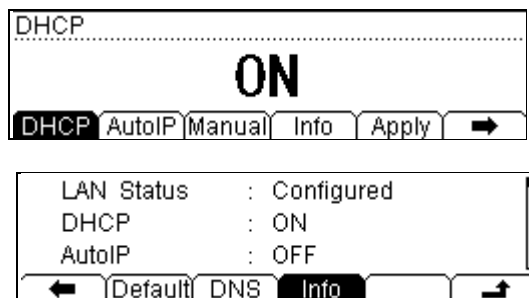 DHCP
ON
DHCP AutoIP Manual Info Apply
LAN Status : Configured
DHCP : ON
AutoIP : OFF
Default DNS Info